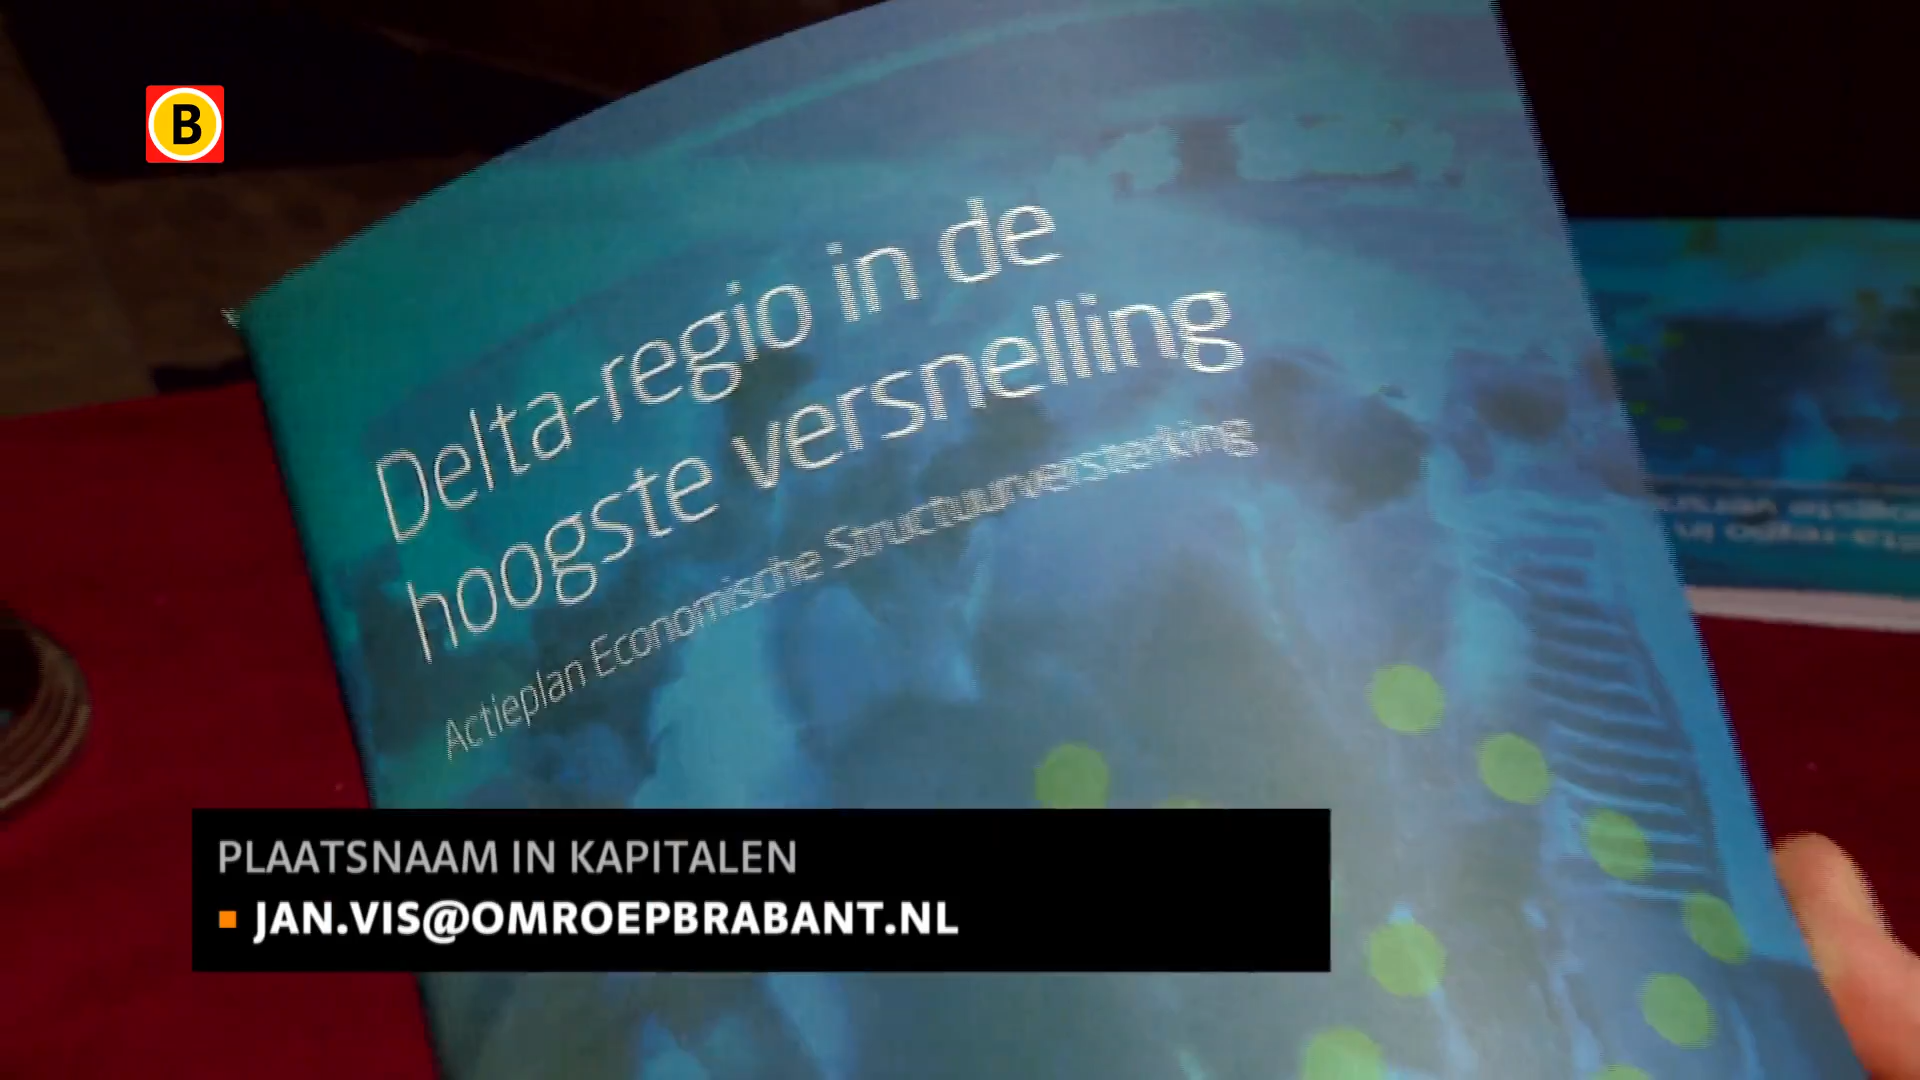 B
Delta-regio in de
hoogste versnelling
Actieplan Economische Structuurversterking
PLAATSNAAM IN KAPITALEN
JAN.VIS@OMROEPBRABANT.NL